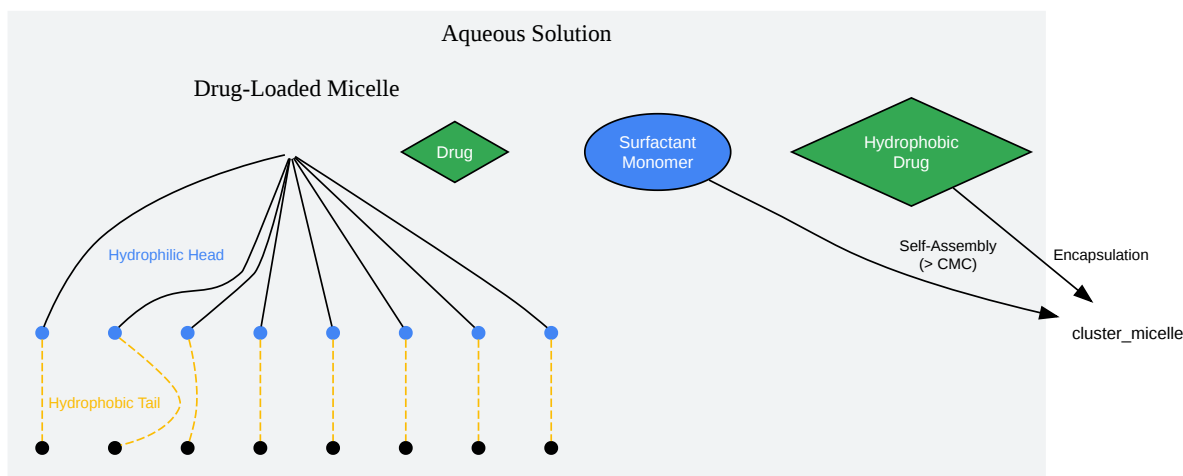 Aqueous Solution
Drug-Loaded Micelle
Drug
Surfactant
Monomer
Hydrophobic
Drug
Hydrophilic Head
Self-Assembly
(> CMC)
Encapsulation
cluster_micelle
Hydrophobic Tail